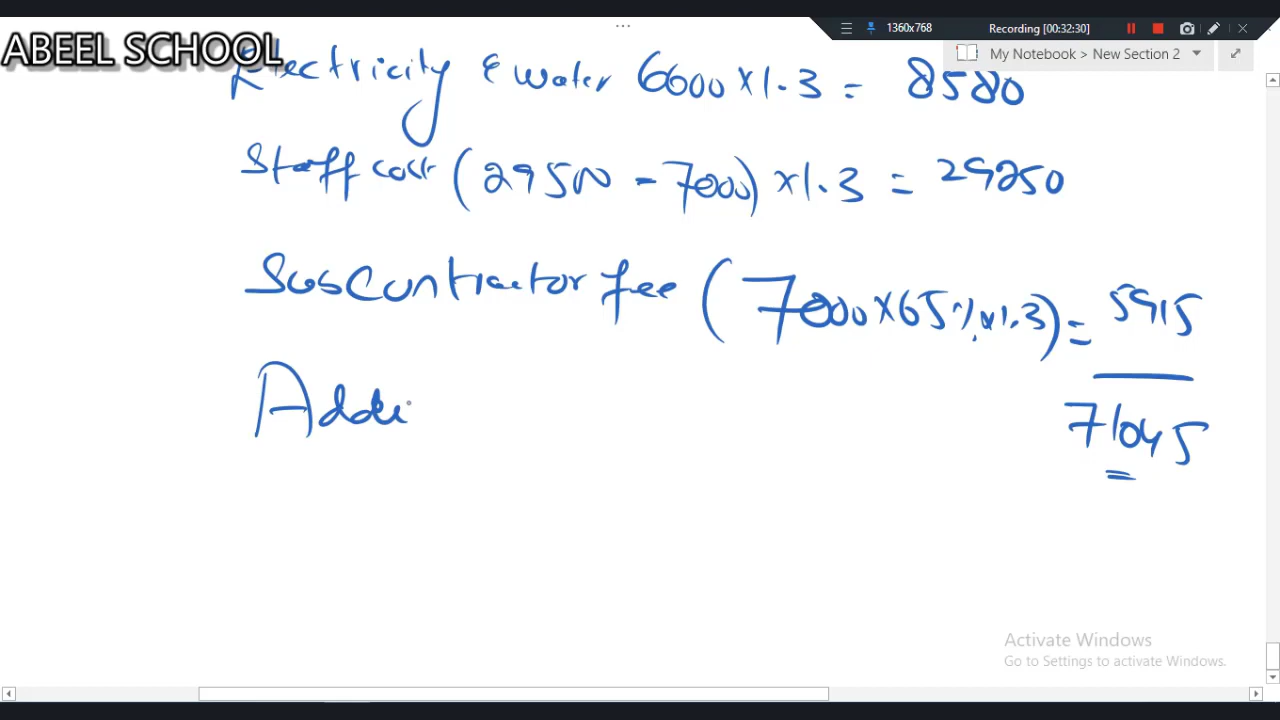 1360x768
Recording [00:32:30]
ABEEL SCHOOL
My Notebook > New Section 2
Electricity & water 6600 x 1.3 = 8580
Staff cost (29500 - 7000) x 1.3 = 29250
Subcontractor fee (7000 x 65% x 1.3) = 5915
71045
Addi
Activate Windows
Go to Settings to activate Windows.